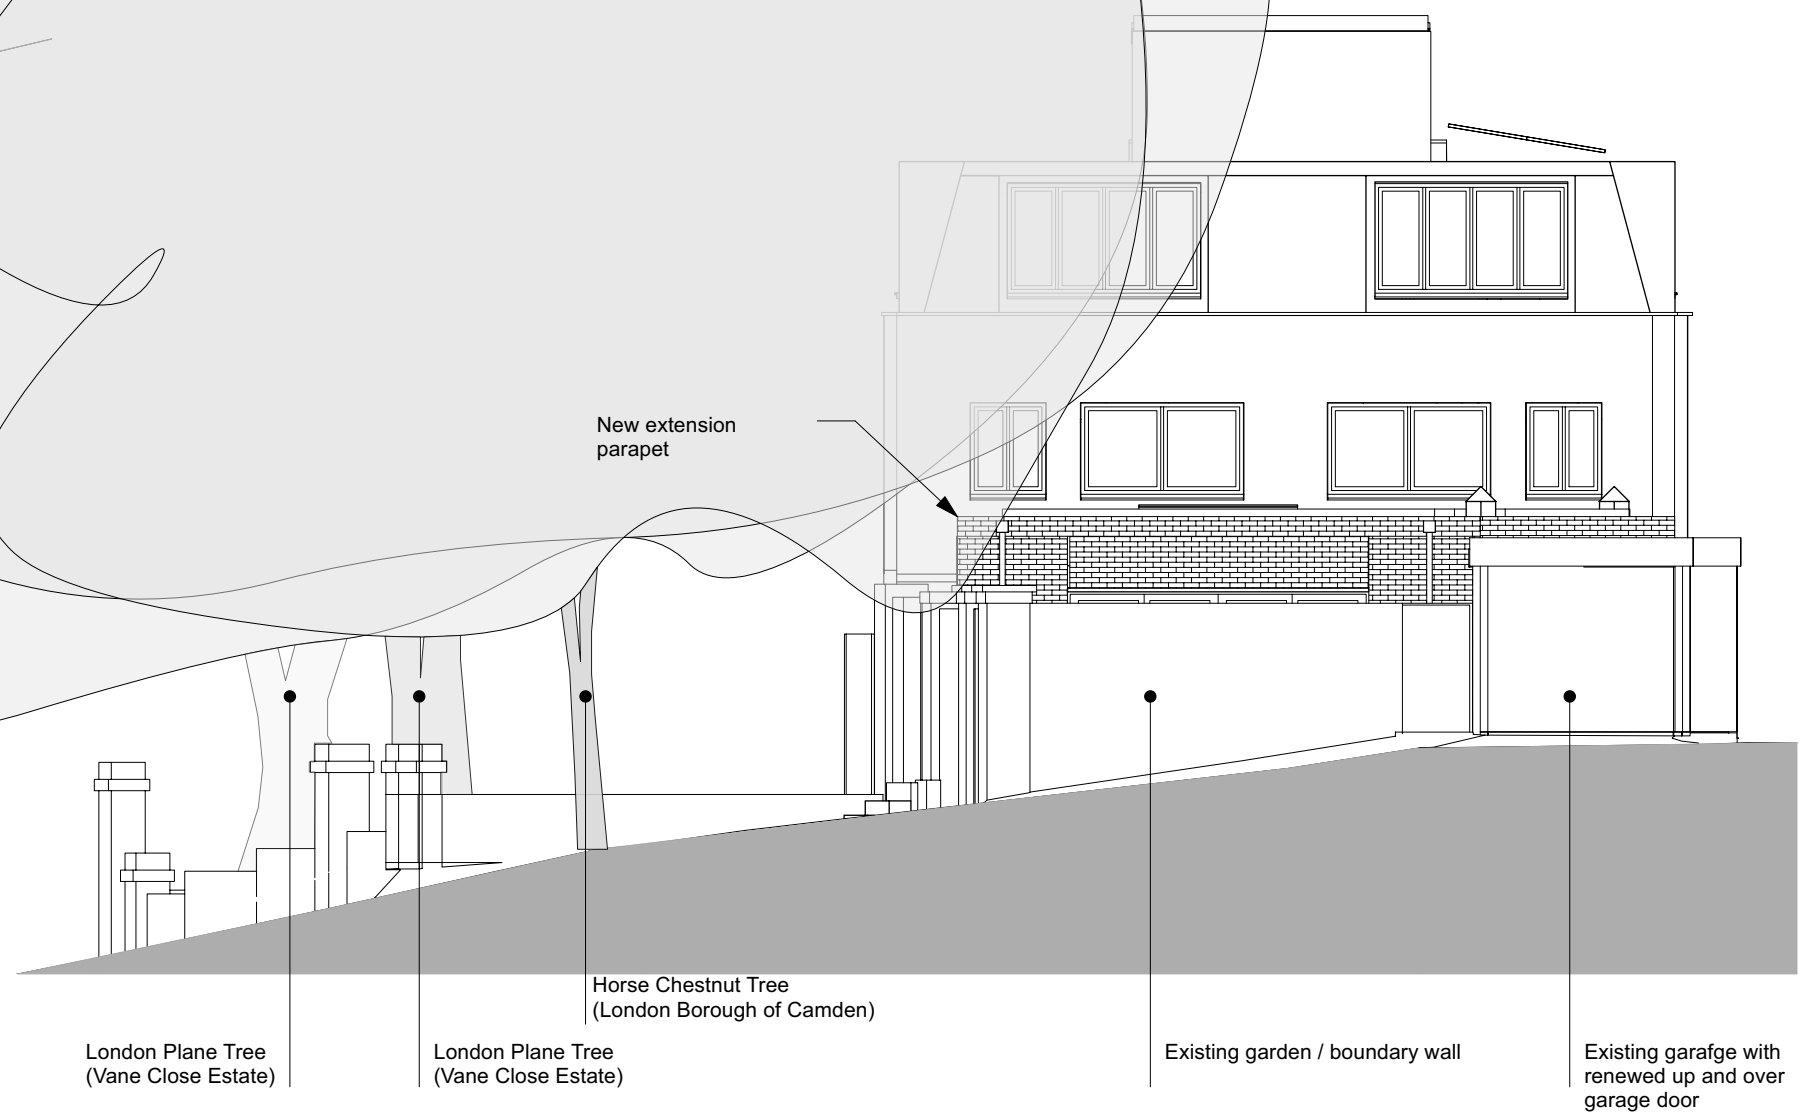 New extension
parapet
Horse Chestnut Tree
(London Borough of Camden)
London Plane Tree
(Vane Close Estate)
London Plane Tree
(Vane Close Estate)
Existing garden / boundary wall
Existing garafge with
renewed up and over
garage door